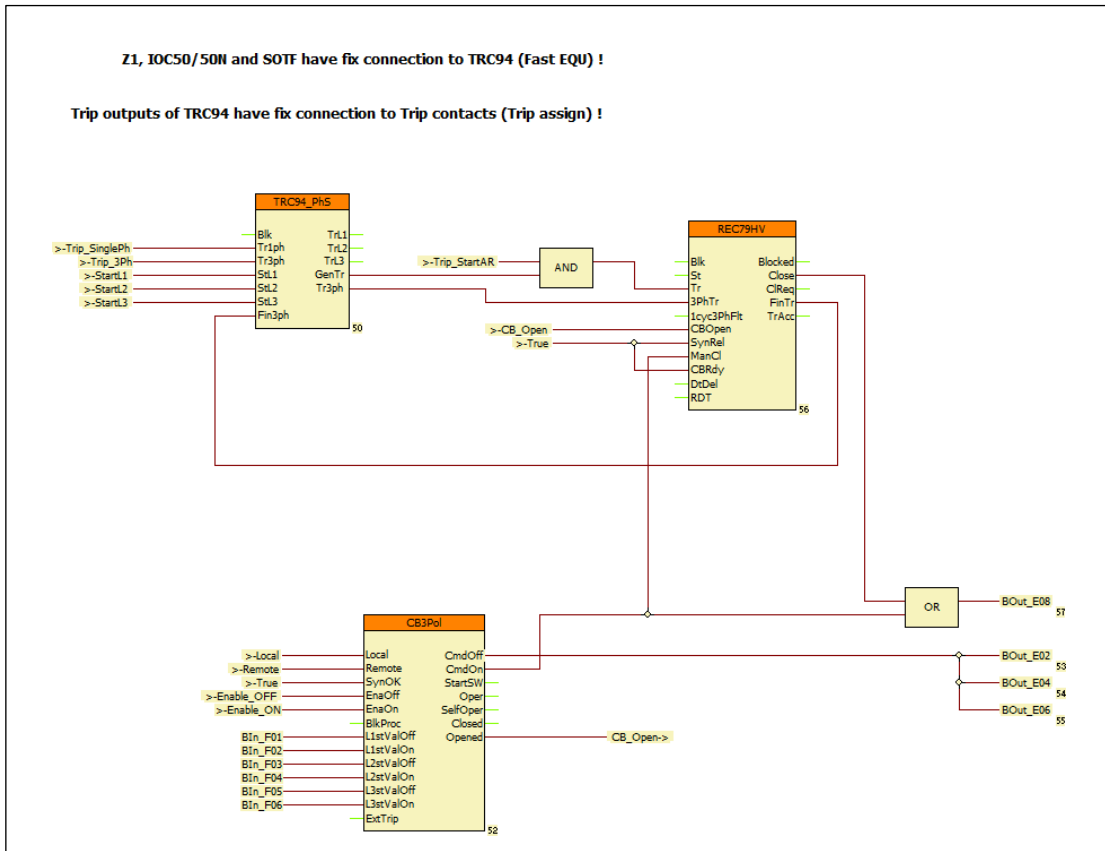 Z1, IOC50/50N and SOTF have fix connection to TRC94 (Fast EQU) !
Trip outputs of TRC94 have fix connection to Trip contacts (Trip assign) !
TRC94_PhS
Blk TrL1
>-Trip_SinglePh Tr1ph TrL2
>-Trip_3Ph Tr3ph TrL3
>-StartL1 StL1 GenTr
>-StartL2 StL2 Tr3ph
>-StartL3 StL3
Fin3ph
50
>-Trip_StartAR
AND
REC79HV
Blk Blocked
St Close
Tr ClReq
3PhTr FinTr
1cyc3PhFlt TrAcc
>-CB_Open CBOpen
>-True SynRel
ManCl
CBRdy
DtDel
RDT
56
OR
BOut_E08
57
CB3Pol
>-Local Local CmdOff
>-Remote Remote CmdOn
>-True SynOK StartSW
>-Enable_OFF EnaOff Oper
>-Enable_ON EnaOn SelfOper
BlkProc Closed
BIn_F01 L1stValOff Opened
BIn_F02 L1stValOn
BIn_F03 L2stValOff
BIn_F04 L2stValOn
BIn_F05 L3stValOff
BIn_F06 L3stValOn
ExtTrip
52
CB_Open->
BOut_E02
53
BOut_E04
54
BOut_E06
55